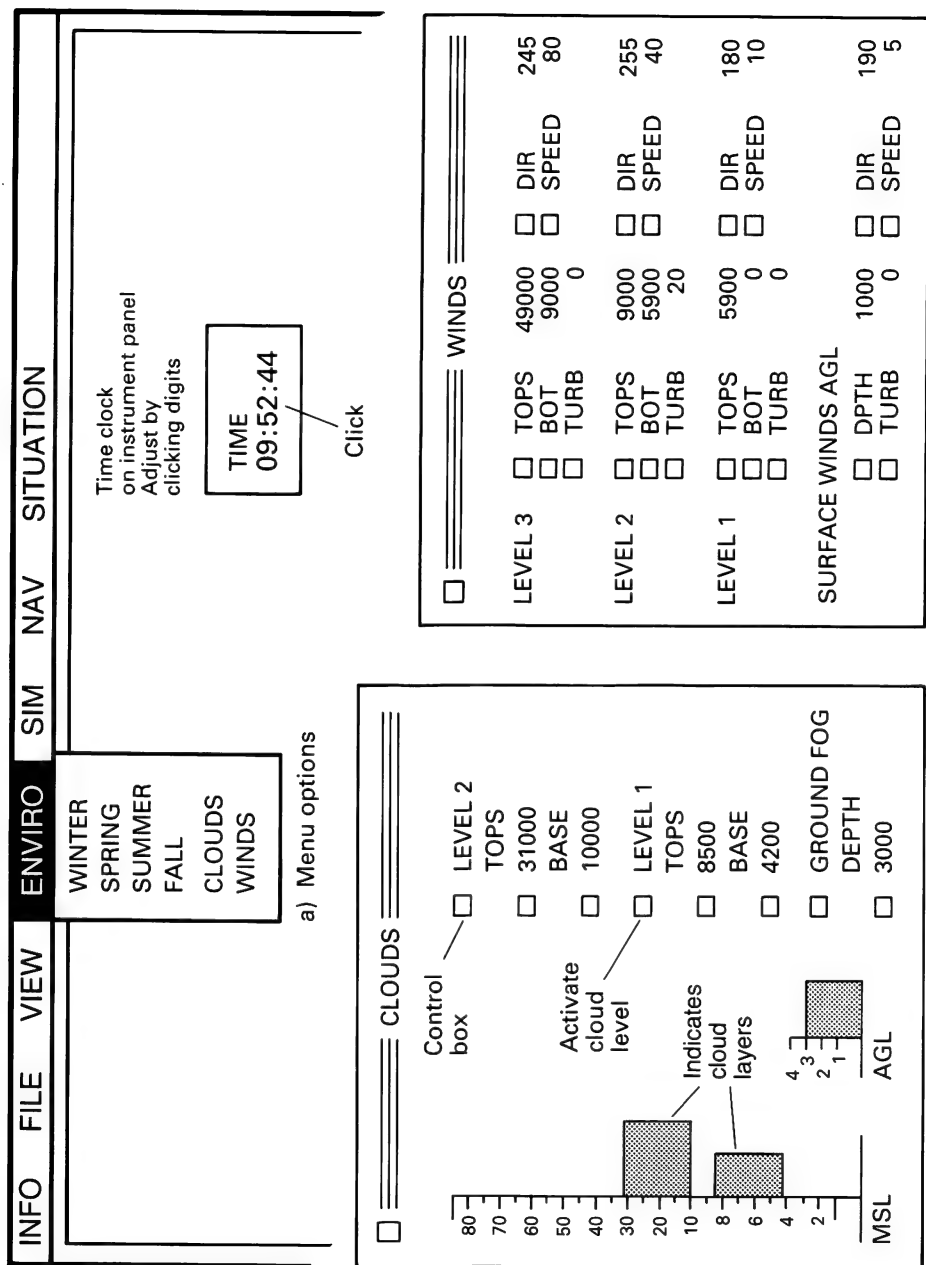 INFO FILE VIEW ENVIRO SIM NAV SITUATION
WINTER
SPRING
SUMMER
FALL
CLOUDS
WINDS
a) Menu options
Time clock
on instrument panel
Adjust by
clicking digits
TIME
09:52:44
Click
CLOUDS
Control
box
Activate
cloud
level
Indicates
cloud
layers
80
70
60
50
40
30
20
10
8
6
4
2
MSL
4
3
2
1
AGL
LEVEL 2
TOPS
31000
BASE
10000
LEVEL 1
TOPS
8500
BASE
4200
GROUND FOG
DEPTH
3000
WINDS
LEVEL 3 TOPS 49000 DIR 245
BOT 9000 SPEED 80
TURB 0
LEVEL 2 TOPS 9000 DIR 255
BOT 5900 SPEED 40
TURB 20
LEVEL 1 TOPS 5900 DIR 180
BOT 0 SPEED 10
TURB 0
SURFACE WINDS AGL
DPTH 1000 DIR 190
TURB 0 SPEED 5